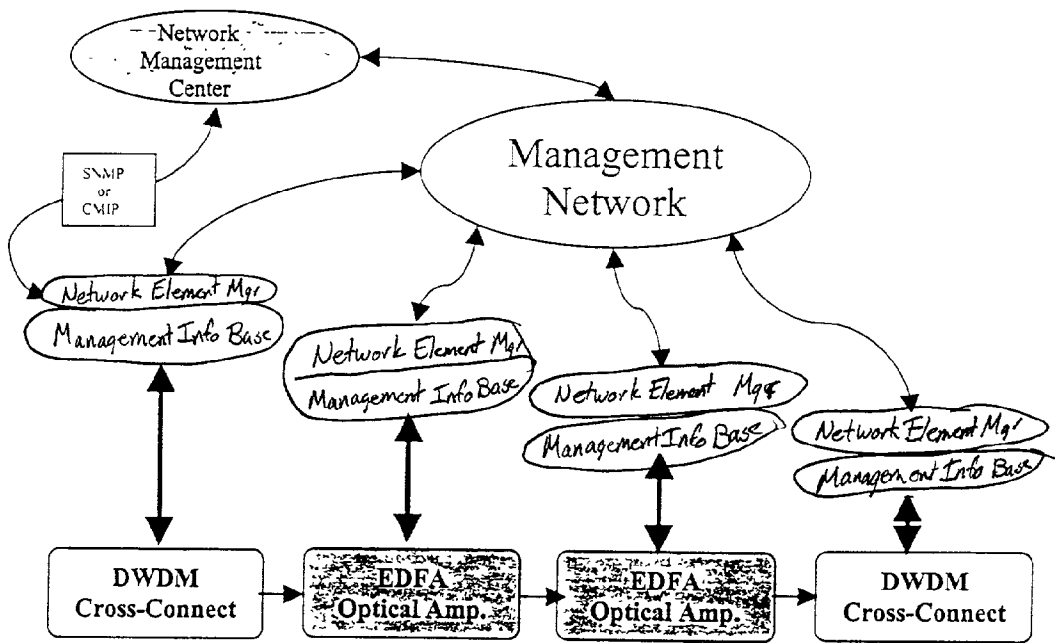 Network
Management
Center
Management
Network
SNMP
or
CMIP
Network Element Mgr
Management Info Base
Network Element Mgr
Management Info Base
Network Element Mgr
Management Info Base
Network Element Mgr
Management Info Base
DWDM
Cross-Connect
EDFA
Optical Amp.
EDFA
Optical Amp.
DWDM
Cross-Connect